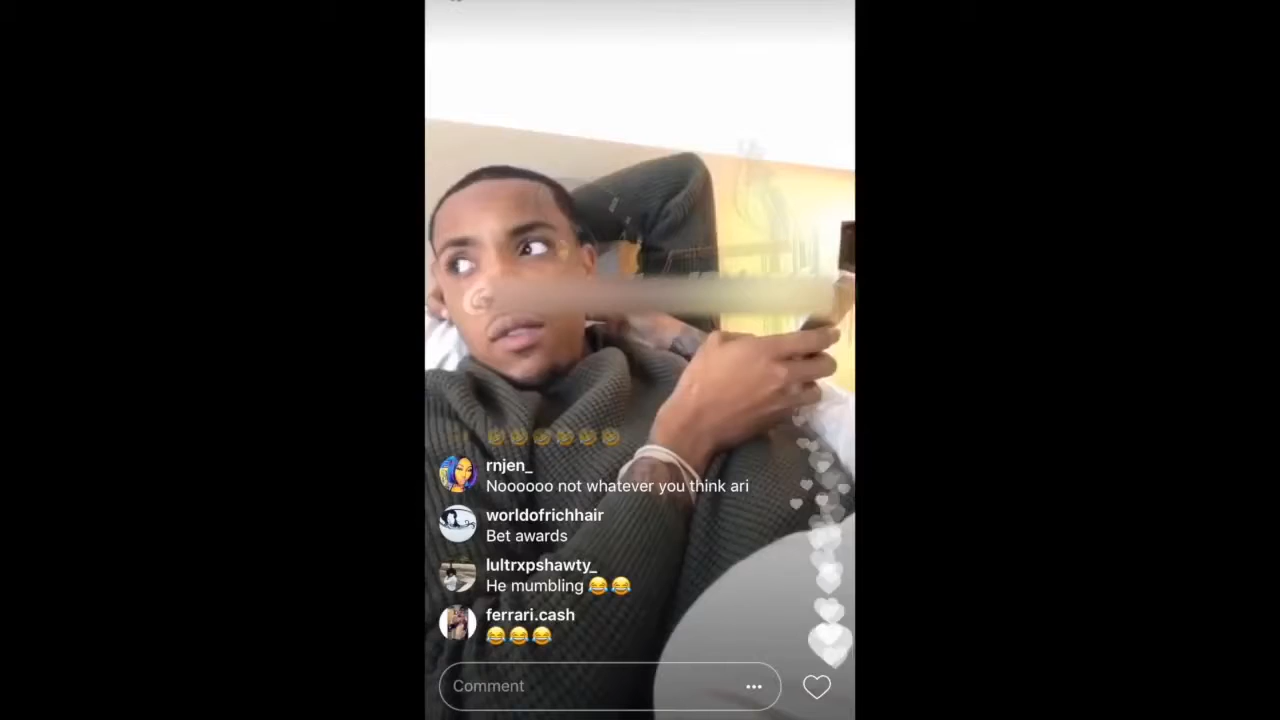 🤣🤣🤣🤣🤣🤣
rnjen_
Noooooo not whatever you think ari
worldofrichhair
Bet awards
lultrxpshawty_
He mumbling 😂😂
ferrari.cash
😂😂😂
Comment